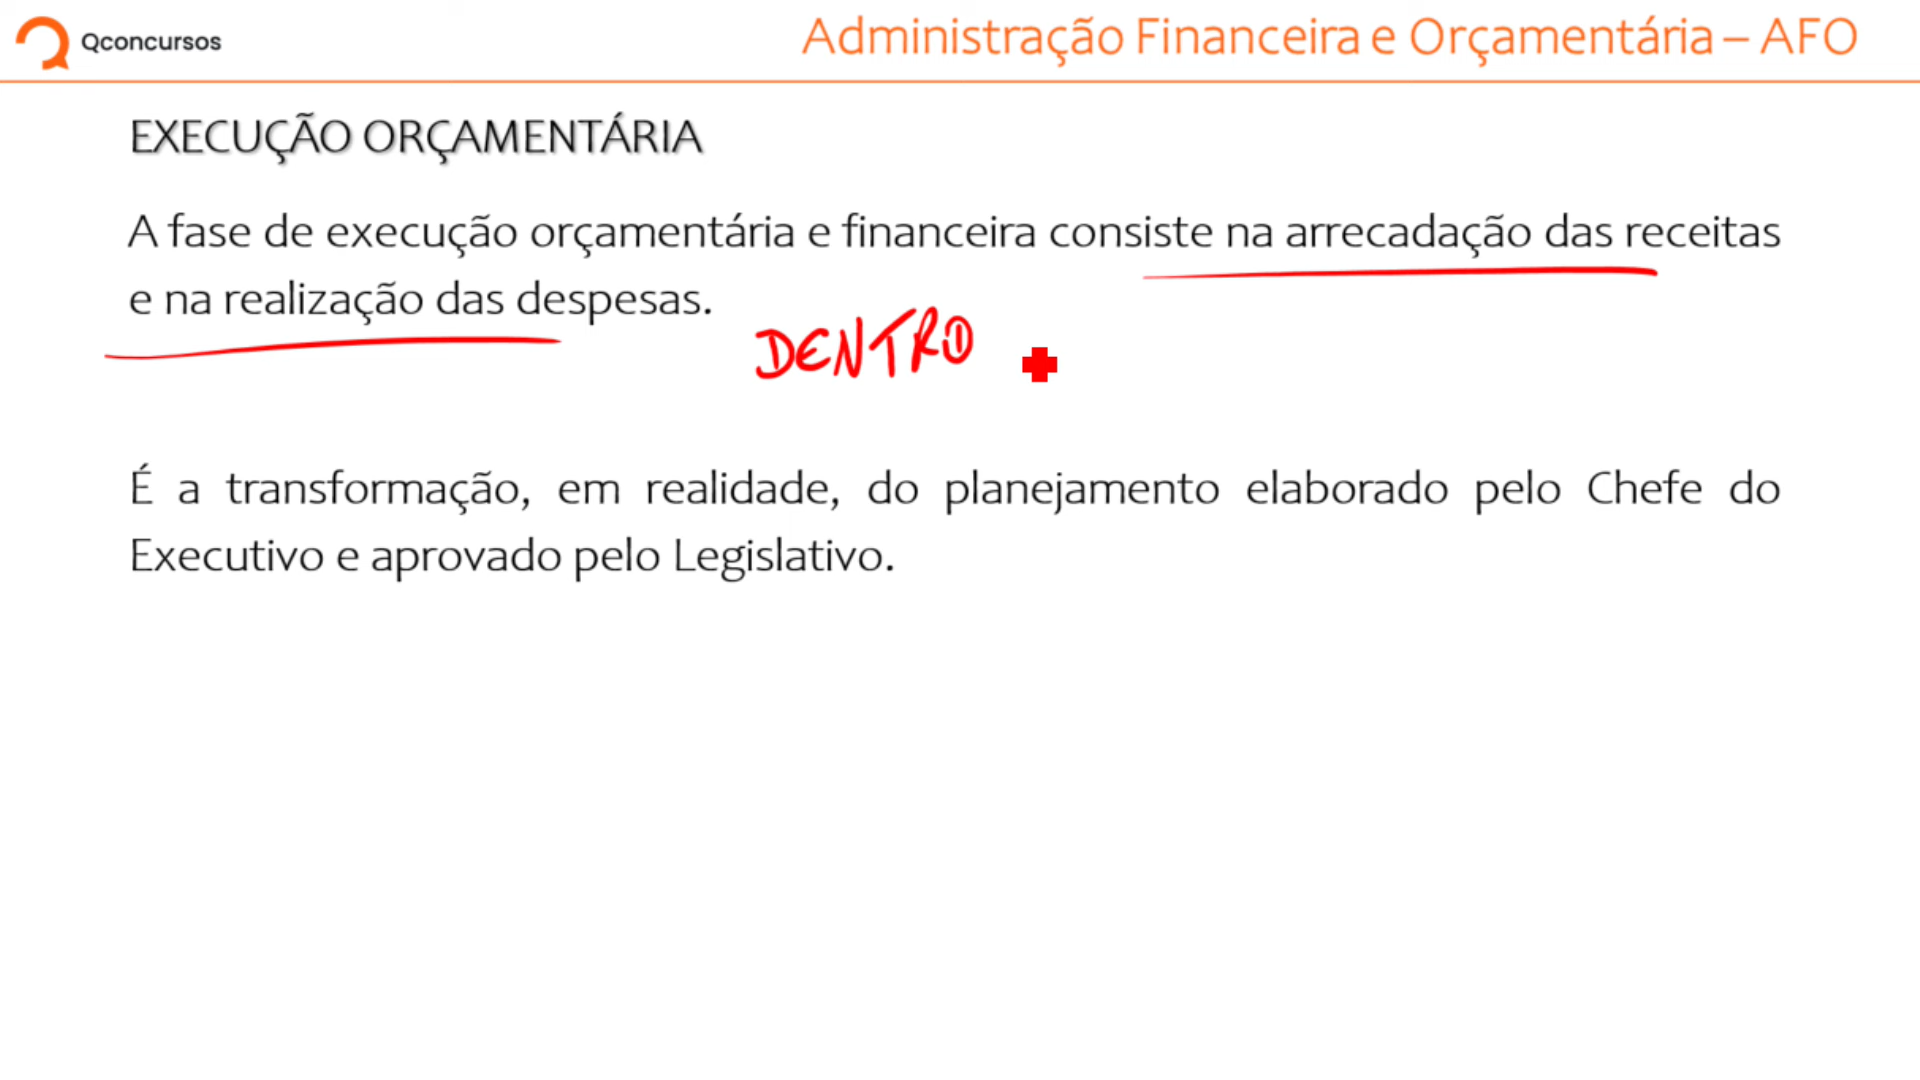 Qconcursos
Administração Financeira e Orçamentária – AFO
EXECUÇÃO ORÇAMENTÁRIA
A fase de execução orçamentária e financeira consiste na arrecadação das receitas
e na realização das despesas.
DENTRO
É a transformação, em realidade, do planejamento elaborado pelo Chefe do
Executivo e aprovado pelo Legislativo.